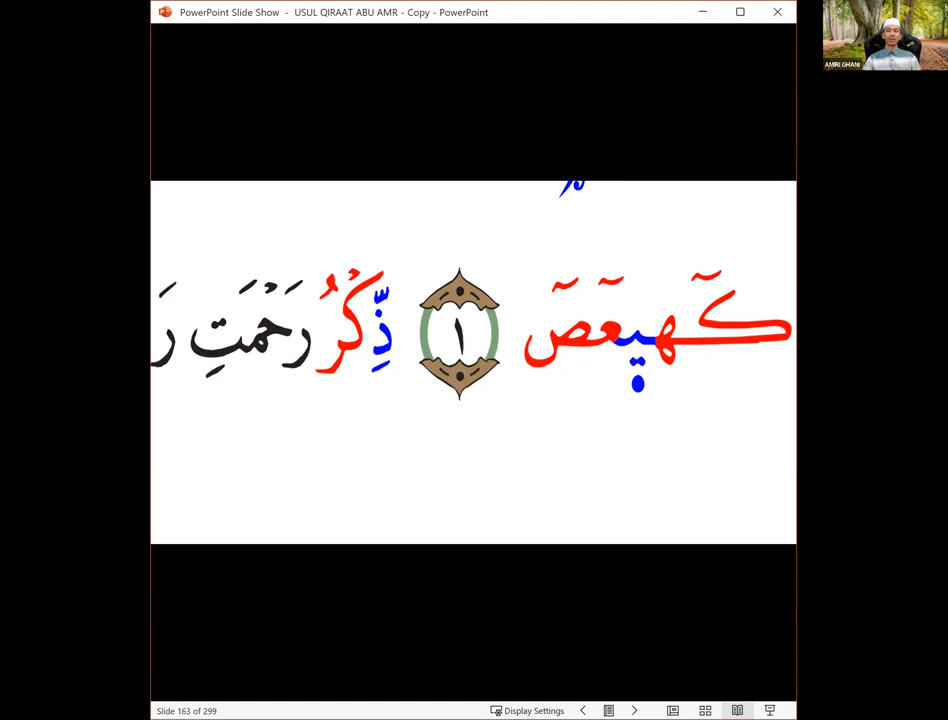 PowerPoint Slide Show - USUL QIRAAT ABU AMR - Copy - PowerPoint
AMIRI GHANI
كٓهيعٓصٓ ١ ذِّكْرُ رَحْمَتِ رَ
Slide 163 of 299
Display Settings